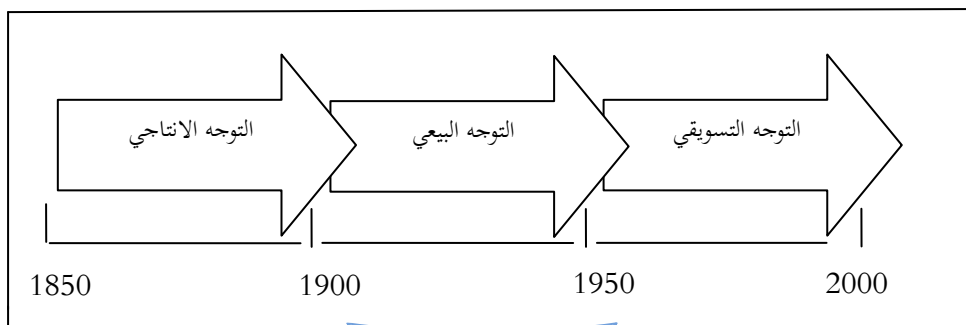 التوجه الانتاجي
التوجه البيعي
التوجه التسويقي
1850
1900
1950
2000